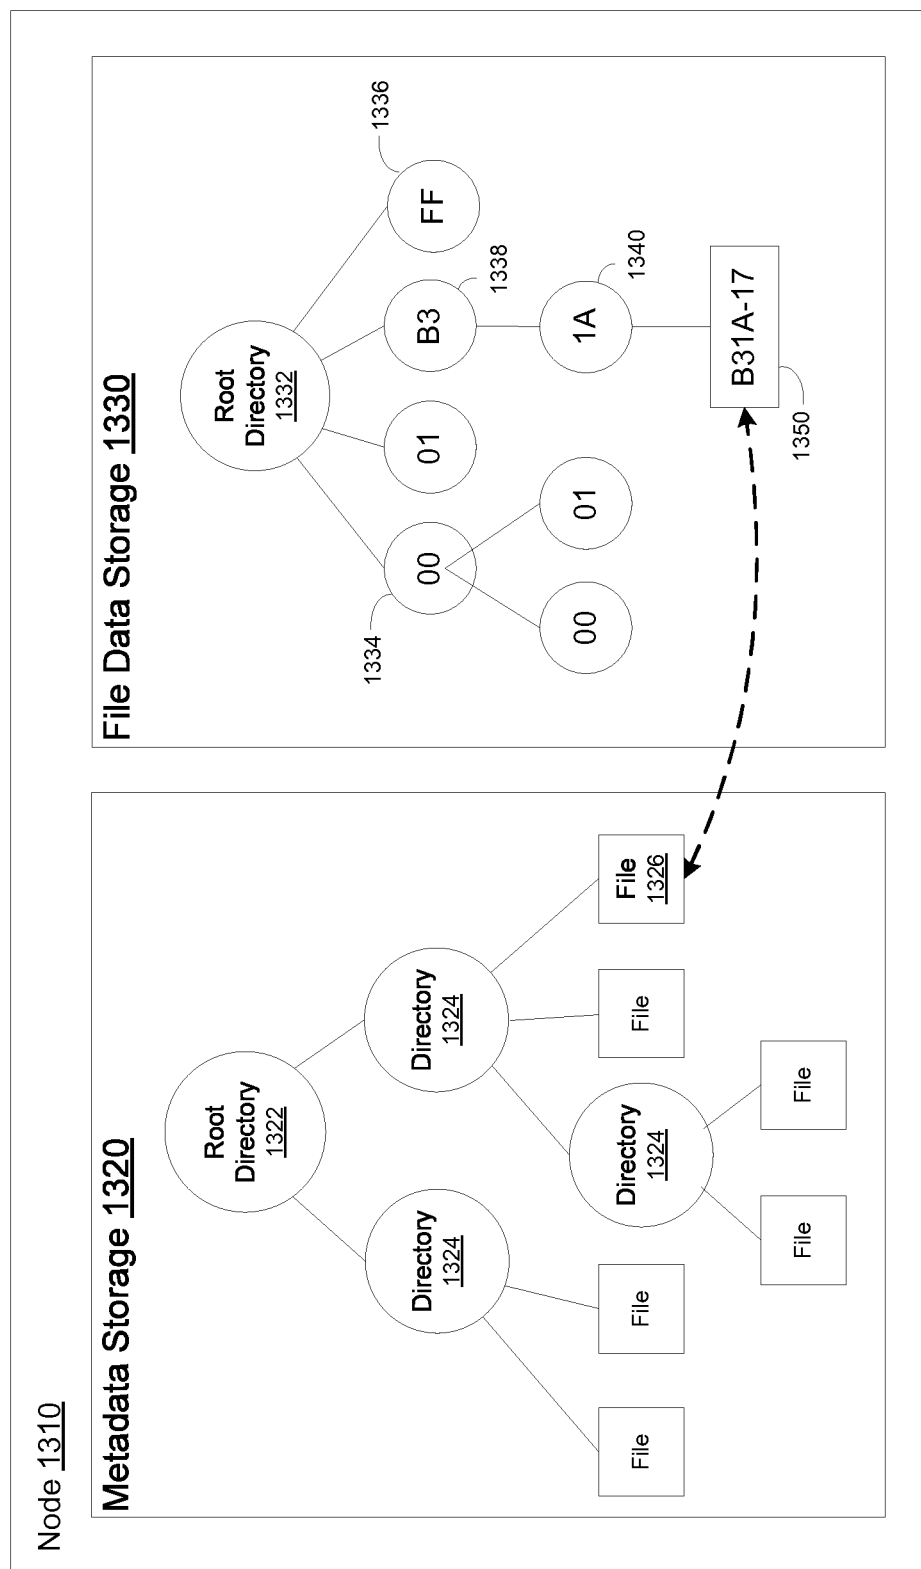 Node 1310
Metadata Storage 1320
Root
Directory
1322
Directory
1324
Directory
1324
File
File
Directory
1324
File
File
1326
File
File
File Data Storage 1330
Root
Directory
1332
1334
00
01
B3
1338
FF
1336
00
01
1A
1340
B31A-17
1350